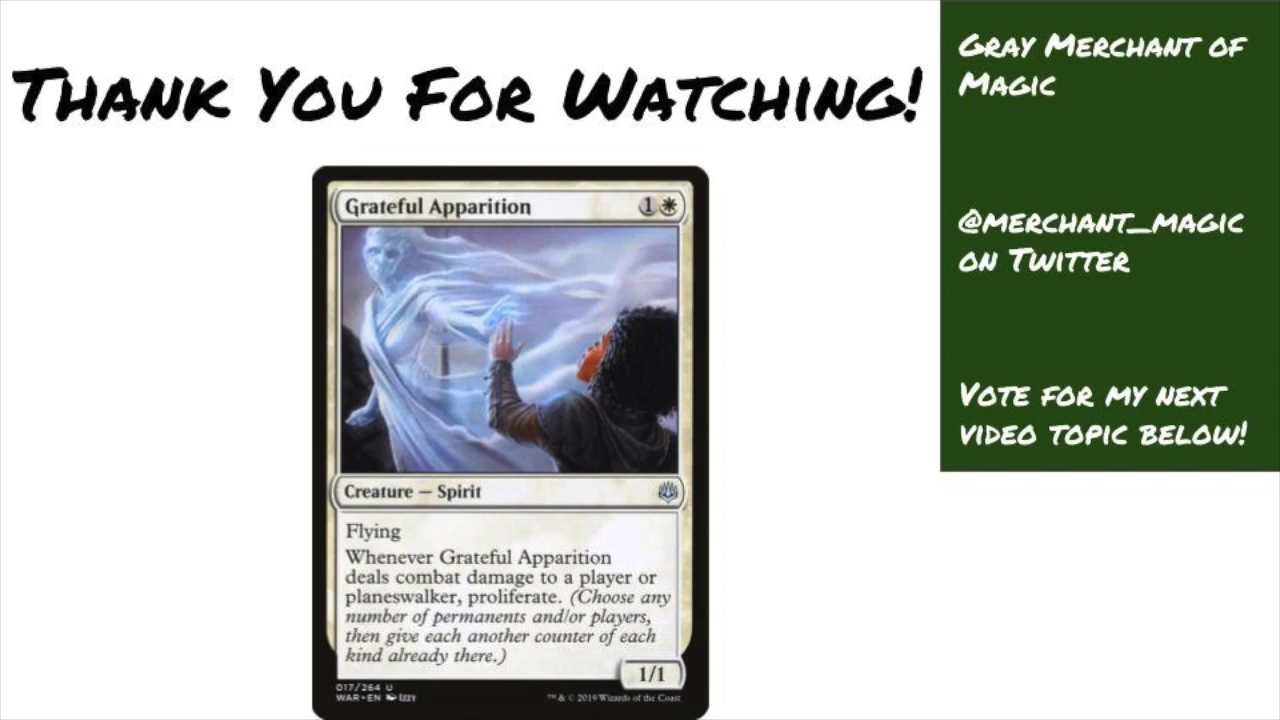 Thank You For Watching!
Gray Merchant of
Magic
@merchant_magic
on Twitter
Vote for my next
video topic below!
Grateful Apparition 1
Creature — Spirit
Flying
Whenever Grateful Apparition
deals combat damage to a player or
planeswalker, proliferate. (Choose any
number of permanents and/or players,
then give each another counter of each
kind already there.)
1/1
017/264 U
WAR • EN Izzy
™ & © 2019 Wizards of the Coast